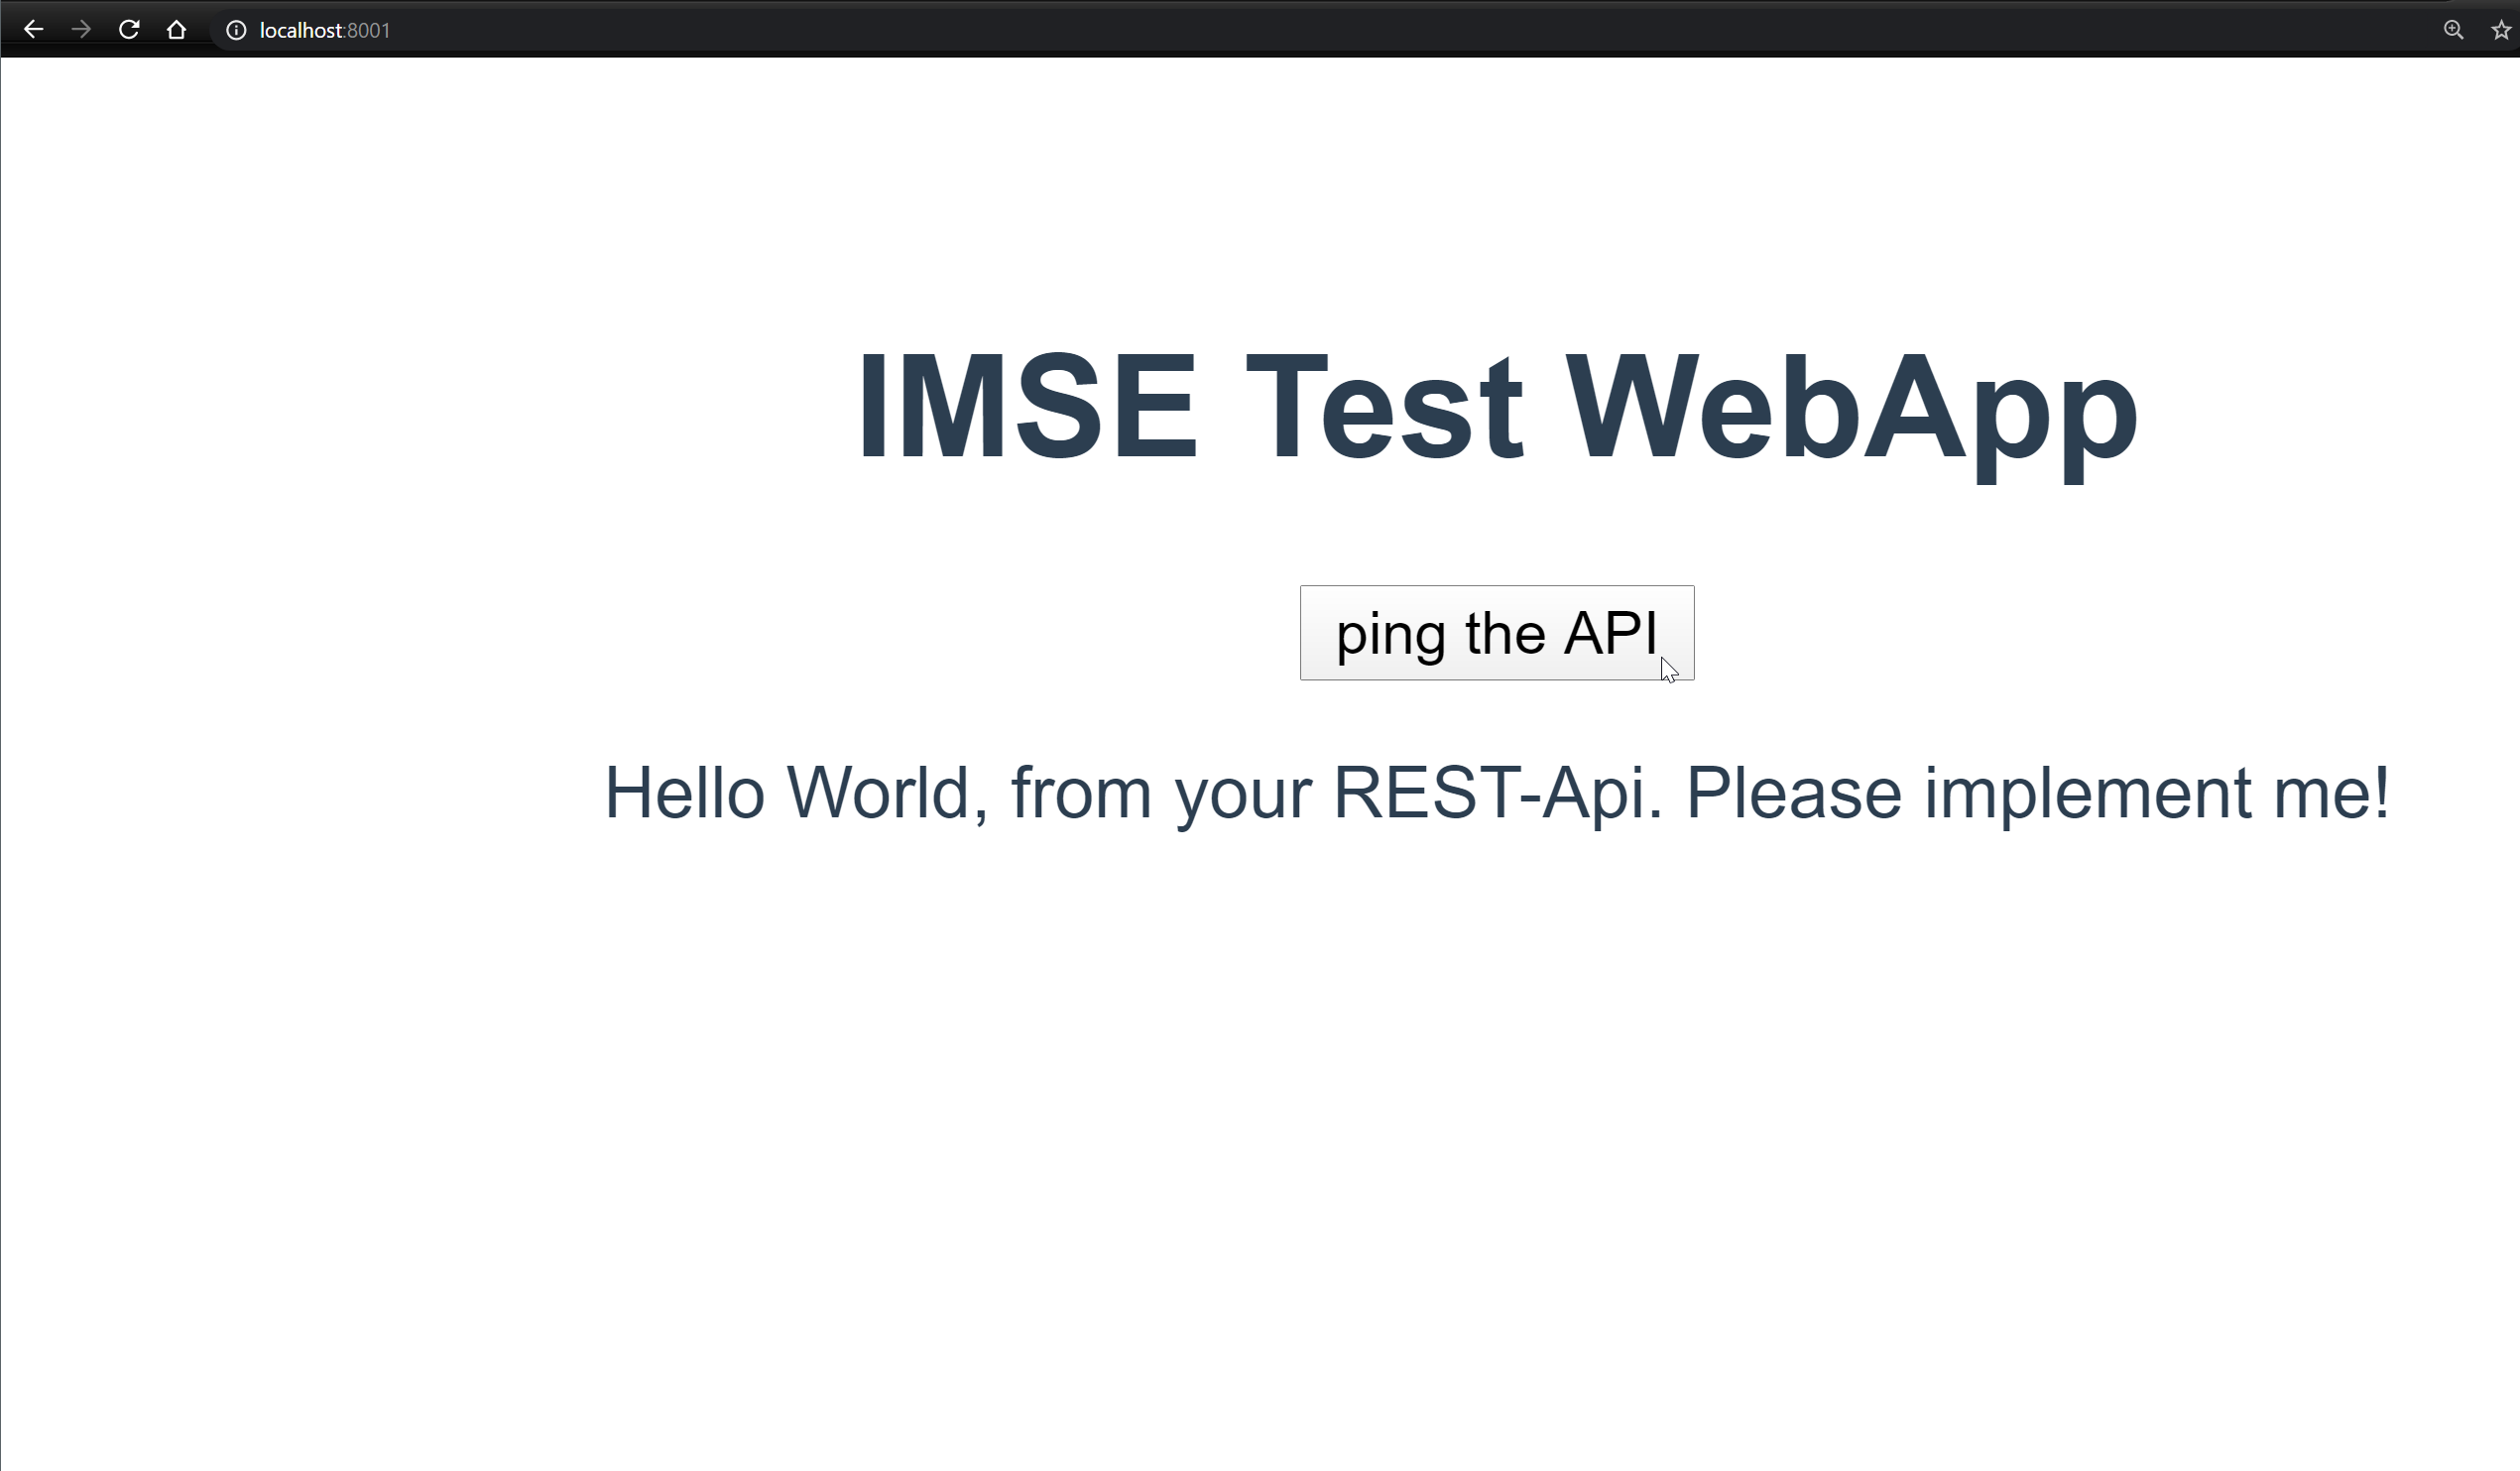 localhost:8001
IMSE Test WebApp
ping the API
Hello World, from your REST-Api. Please implement me!